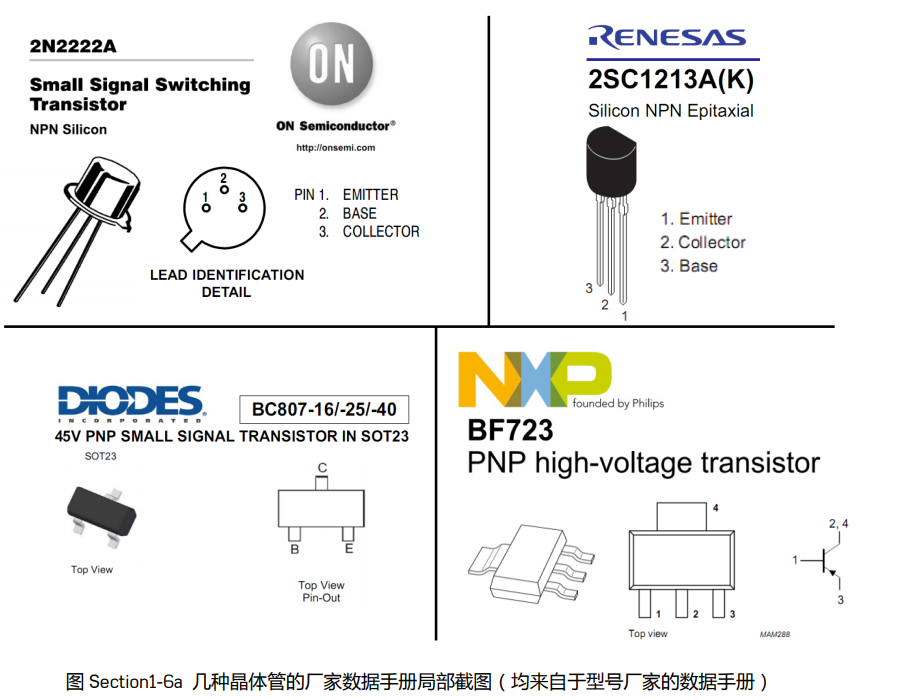 2N2222A
Small Signal Switching
Transistor
NPN Silicon
ON
ON Semiconductor®
http://onsemi.com
1
2
3
PIN 1. EMITTER
2. BASE
3. COLLECTOR
LEAD IDENTIFICATION
DETAIL
RENESAS
2SC1213A(K)
Silicon NPN Epitaxial
1. Emitter
2. Collector
3. Base
3
2
1
DIODES
INCORPORATED
BC807-16/-25/-40
45V PNP SMALL SIGNAL TRANSISTOR IN SOT23
SOT23
Top View
C
B E
Top View
Pin-Out
NXP
founded by Philips
BF723
PNP high-voltage transistor
4
1 2 3
Top view
MAM288
2, 4
1
3
图 Section1-6a 几种晶体管的厂家数据手册局部截图（均来自于型号厂家的数据手册）